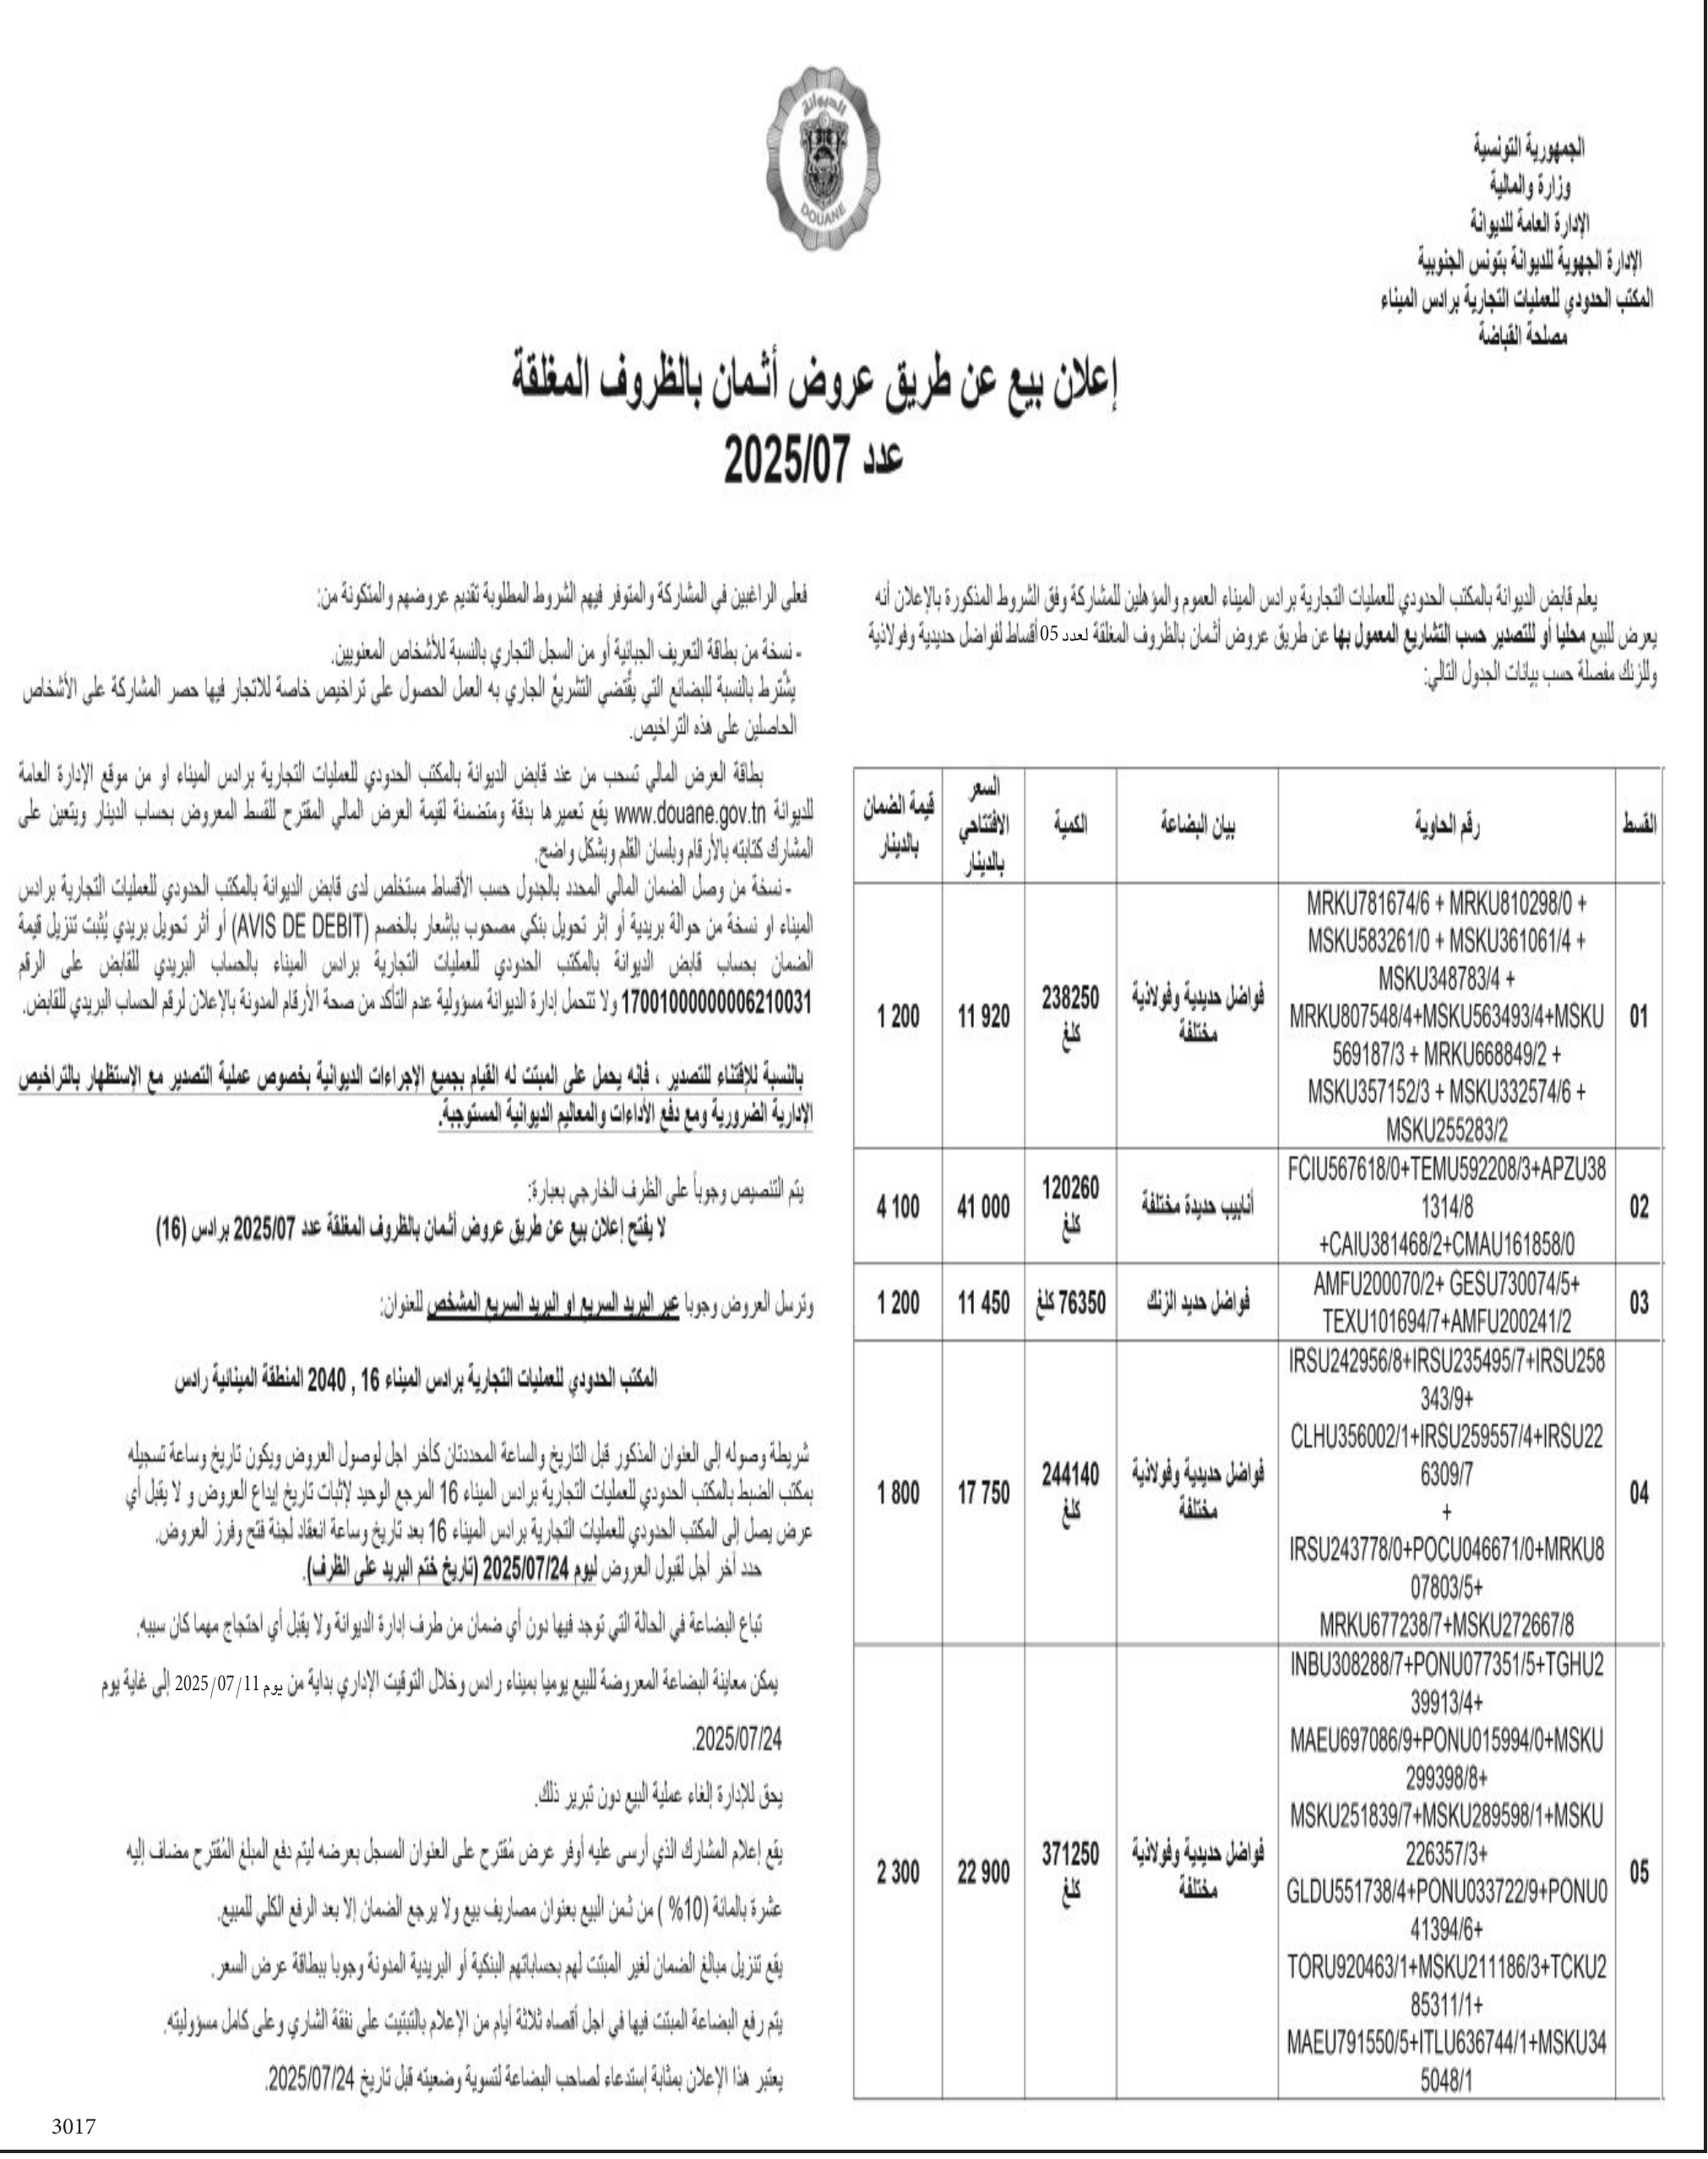 الديوانة
DOUANE
الجمهورية التونسية
وزارة والمالية
الإدارة العامة للديوانة
الإدارة الجهوية للديوانة بتونس الجنوبية
المكتب الحدودي للعمليات التجارية برادس الميناء
مصلحة القباضة
إعلان بيع عن طريق عروض أثـمان بالظروف المغلقة
عدد 2025/07
يعلم قابض الديوانة بالمكتب الحدودي للعمليات التجارية برادس الميناء العموم والمؤهلين للمشاركة وفق الشروط المذكورة بالإعلان أنه
يعرض للبيع محليا أو للتصدير حسب التشاريع المعمول بها عن طريق عروض أثمان بالظروف المغلقة لعدد 05 أقساط لفواضل حديدية وفولاذية
وللزنك مفصلة حسب بيانات الجدول التالي:
القسط رقم الحاوية بيان البضاعة الكمية السعر الافتتاحي بالدينار قيمة الضمان بالدينار
01
MRKU781674/6 + MRKU810298/0 +
MSKU583261/0 + MSKU361061/4 +
MSKU348783/4 +
MRKU807548/4+MSKU563493/4+MSKU
569187/3 + MRKU668849/2 +
MSKU357152/3 + MSKU332574/6 +
MSKU255283/2
فواضل حديدية وفولاذية
مختلفة
238250
كلغ
11 920
1 200
02
FCIU567618/0+TEMU592208/3+APZU38
1314/8
+CAIU381468/2+CMAU161858/0
أنابيب حديدة مختلفة
120260
كلغ
41 000
4 100
03
AMFU200070/2+ GESU730074/5+
TEXU101694/7+AMFU200241/2
فواضل حديد الزنك
76350 كلغ
11 450
1 200
04
IRSU242956/8+IRSU235495/7+IRSU258
343/9+
CLHU356002/1+IRSU259557/4+IRSU22
6309/7
+
IRSU243778/0+POCU046671/0+MRKU8
07803/5+
MRKU677238/7+MSKU272667/8
فواضل حديدية وفولاذية
مختلفة
244140
كلغ
17 750
1 800
05
INBU308288/7+PONU077351/5+TGHU2
39913/4+
MAEU697086/9+PONU015994/0+MSKU
299398/8+
MSKU251839/7+MSKU289598/1+MSKU
226357/3+
GLDU551738/4+PONU033722/9+PONU0
41394/6+
TORU920463/1+MSKU211186/3+TCKU2
85311/1+
MAEU791550/5+ITLU636744/1+MSKU34
5048/1
فواضل حديدية وفولاذية
مختلفة
371250
كلغ
22 900
2 300
فعلى الراغبين في المشاركة والمتوفر فيهم الشروط المطلوبة تقديم عروضهم والمتكونة من:
- نسخة من بطاقة التعريف الجبائية أو من السجل التجاري بالنسبة للأشخاص المعنويين.
يشترط بالنسبة للبضائع التي يقتضي التشريع الجاري به العمل الحصول على تراخيص خاصة للاتجار فيها حصر المشاركة على الأشخاص
الحاصلين على هذه التراخيص.
بطاقة العرض المالي تسحب من عند قابض الديوانة بالمكتب الحدودي للعمليات التجارية برادس الميناء او من موقع الإدارة العامة
للديوانة www.douane.gov.tn يقع تعميرها بدقة ومتضمنة لقيمة العرض المالي المقترح للقسط المعروض بحساب الدينار ويتعين على
المشارك كتابته بالأرقام وبلسان القلم وبشكل واضح.
- نسخة من وصل الضمان المالي المحدد بالجدول حسب الأقساط مستخلص لدى قابض الديوانة بالمكتب الحدودي للعمليات التجارية برادس
الميناء او نسخة من حوالة بريدية أو إثر تحويل بنكي مصحوب بإشعار بالخصم (AVIS DE DEBIT) أو أثر تحويل بريدي يُثبت تنزيل قيمة
الضمان بحساب قابض الديوانة بالمكتب الحدودي للعمليات التجارية برادس الميناء بالحساب البريدي للقابض على الرقم
17001000000006210031 ولا تتحمل إدارة الديوانة مسؤولية عدم التأكد من صحة الأرقام المدونة بالإعلان لرقم الحساب البريدي للقابض.
بالنسبة للإقتناء للتصدير ، فإنه يحمل على المبتت له القيام بجميع الإجراءات الديوانية بخصوص عملية التصدير مع الإستظهار بالتراخيص
الإدارية الضرورية ومع دفع الأداءات والمعاليم الديوانية المستوجبة.
يتم التنصيص وجوباً على الظرف الخارجي بعبارة:
لا يفتح إعلان بيع عن طريق عروض أثمان بالظروف المغلقة عدد 2025/07 برادس (16)
وترسل العروض وجوبا عبر البريد السريع او البريد السريع المشخص للعنوان:
المكتب الحدودي للعمليات التجارية برادس الميناء 16 , 2040 المنطقة المينائية رادس
شريطة وصوله إلى العنوان المذكور قبل التاريخ والساعة المحددتان كأخر اجل لوصول العروض ويكون تاريخ وساعة تسجيله
بمكتب الضبط بالمكتب الحدودي للعمليات التجارية برادس الميناء 16 المرجع الوحيد لإثبات تاريخ إيداع العروض و لا يقبل أي
عرض يصل إلى المكتب الحدودي للعمليات التجارية برادس الميناء 16 بعد تاريخ وساعة انعقاد لجنة فتح وفرز العروض.
حدد آخر أجل لقبول العروض ليوم 2025/07/24 (تاريخ ختم البريد على الظرف).
تباع البضاعة في الحالة التي توجد فيها دون أي ضمان من طرف إدارة الديوانة ولا يقبل أي احتجاج مهما كان سببه.
يمكن معاينة البضاعة المعروضة للبيع يوميا بميناء رادس وخلال التوقيت الإداري بداية من يوم 2025/07/11 إلى غاية يوم
2025/07/24.
يحق للإدارة إلغاء عملية البيع دون تبرير ذلك.
يقع إعلام المشارك الذي أرسى عليه أوفر عرض مُقترح على العنوان المسجل بعرضه ليتم دفع المبلغ المُقترح مضاف إليه
عشرة بالمائة (10% ) من ثمن البيع بعنوان مصاريف بيع ولا يرجع الضمان إلا بعد الرفع الكلي للمبيع.
يقع تنزيل مبالغ الضمان لغير المبتت لهم بحساباتهم البنكية أو البريدية المدونة وجوبا ببطاقة عرض السعر.
يتم رفع البضاعة المبتت فيها في اجل أقصاه ثلاثة أيام من الإعلام بالتبتيت على نفقة الشاري وعلى كامل مسؤوليته.
يعتبر هذا الإعلان بمثابة إستدعاء لصاحب البضاعة لتسوية وضعيته قبل تاريخ 2025/07/24.
3017